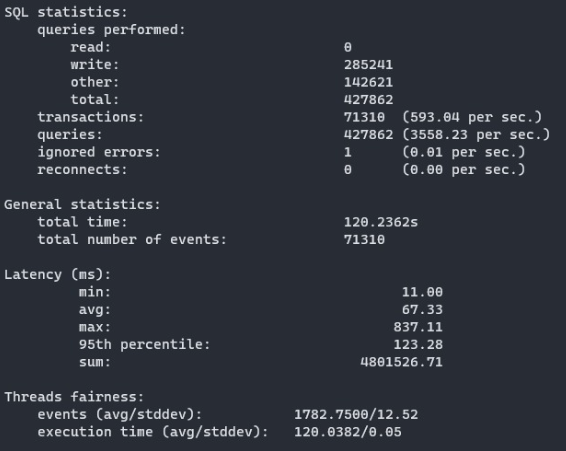 SQL statistics:
queries performed:
read: 0
write: 285241
other: 142621
total: 427862
transactions: 71310 (593.04 per sec.)
queries: 427862 (3558.23 per sec.)
ignored errors: 1 (0.01 per sec.)
reconnects: 0 (0.00 per sec.)
General statistics:
total time: 120.2362s
total number of events: 71310
Latency (ms):
min: 11.00
avg: 67.33
max: 837.11
95th percentile: 123.28
sum: 4801526.71
Threads fairness:
events (avg/stddev): 1782.7500/12.52
execution time (avg/stddev): 120.0382/0.05